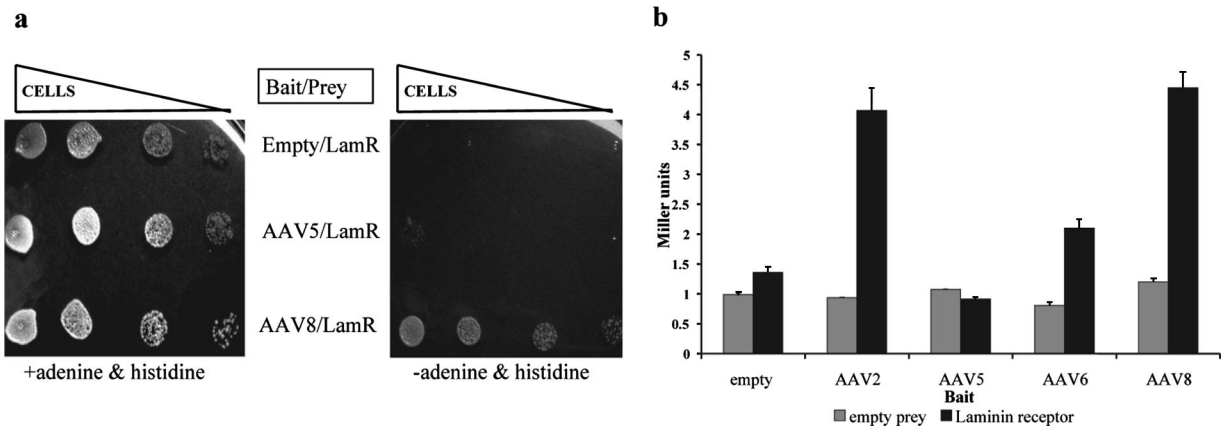 a
CELLS
Bait/Prey
CELLS
Empty/LamR
AAV5/LamR
AAV8/LamR
+adenine & histidine
-adenine & histidine
b
Miller units
5
4.5
4
3.5
3
2.5
2
1.5
1
0.5
0
empty
AAV2
AAV5
AAV6
AAV8
Bait
empty prey
Laminin receptor